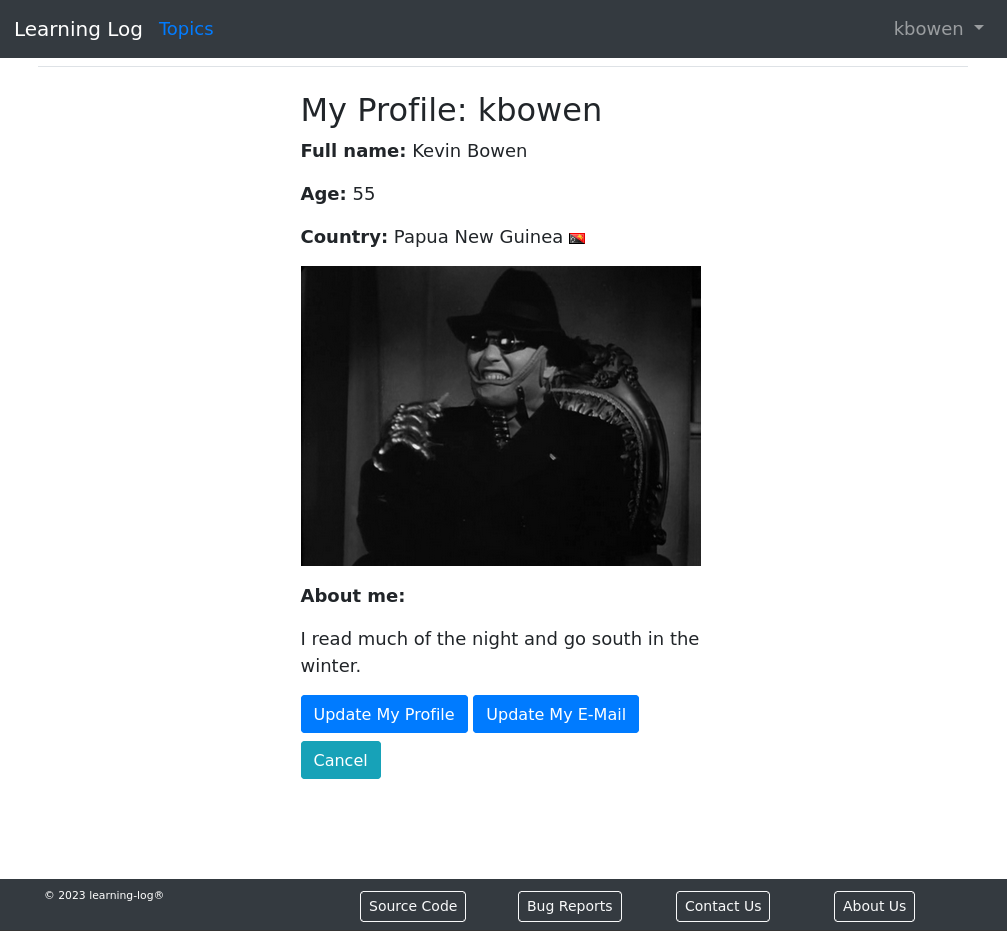 Learning Log Topics kbowen
My Profile: kbowen
Full name: Kevin Bowen
Age: 55
Country: Papua New Guinea
About me:
I read much of the night and go south in the
winter.
Update My Profile Update My E-Mail
Cancel
© 2023 learning-log® Source Code Bug Reports Contact Us About Us